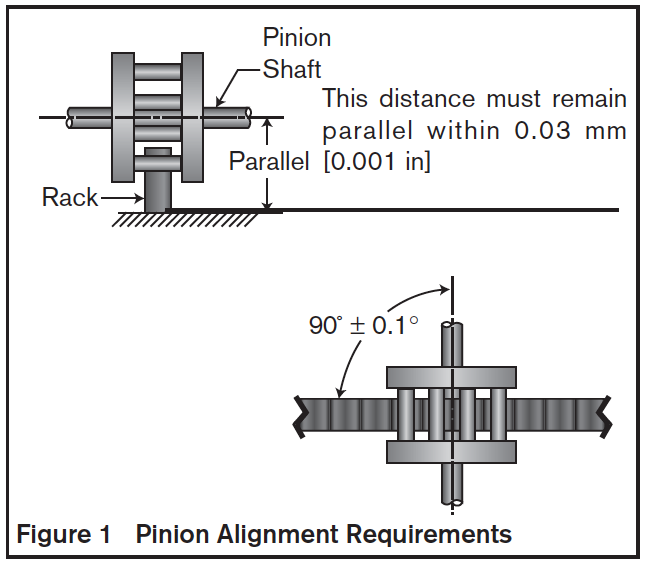 Pinion
Shaft
This distance must remain
parallel within 0.03 mm
Parallel [0.001 in]
Rack
90° ± 0.1°
Figure 1 Pinion Alignment Requirements